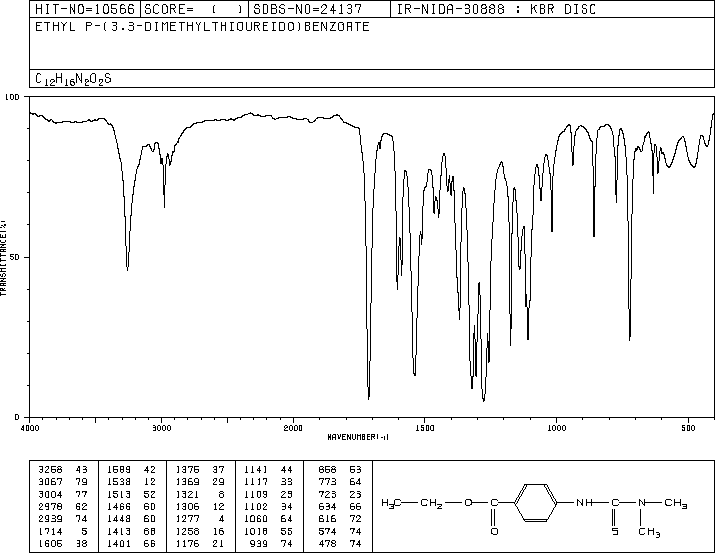 HIT-NO=10566 SCORE= ( ) SDBS-NO=24137 IR-NIDA-30888 : KBR DISC
ETHYL P-(3,3-DIMETHYLTHIOUREIDO)BENZOATE
C12H16N2O2S
100
50
0
TRANSMITTANCE(%)
4000 3000 2000 1500 1000 500
WAVENUMBER(-1)
3258 43 1589 42 1375 37 1141 44 858 53
3067 79 1538 12 1369 29 1117 33 773 64
3004 77 1513 52 1321 8 1109 23 723 23
2978 62 1466 60 1306 12 1102 34 634 66
2939 74 1448 60 1277 4 1060 64 616 72
1714 5 1413 68 1258 16 1018 55 574 74
1605 38 1401 66 1176 21 939 74 478 74
H3C CH2 O C NH C N CH3
O S CH3